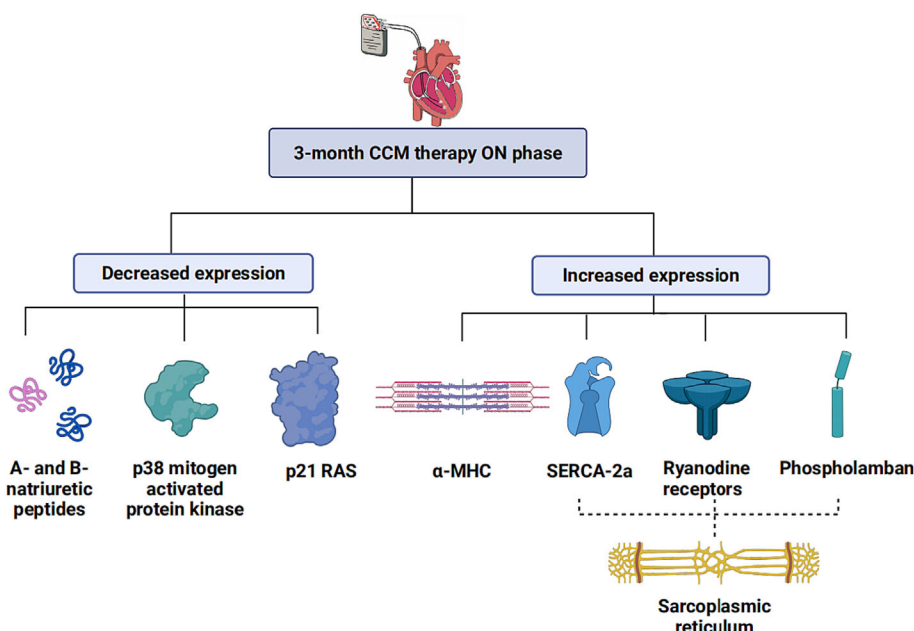 3-month CCM therapy ON phase
Decreased expression
Increased expression
A- and B-
natriuretic
peptides
p38 mitogen
activated
protein kinase
p21 RAS
α-MHC
SERCA-2a
Ryanodine
receptors
Phospholamban
Sarcoplasmic
reticulum